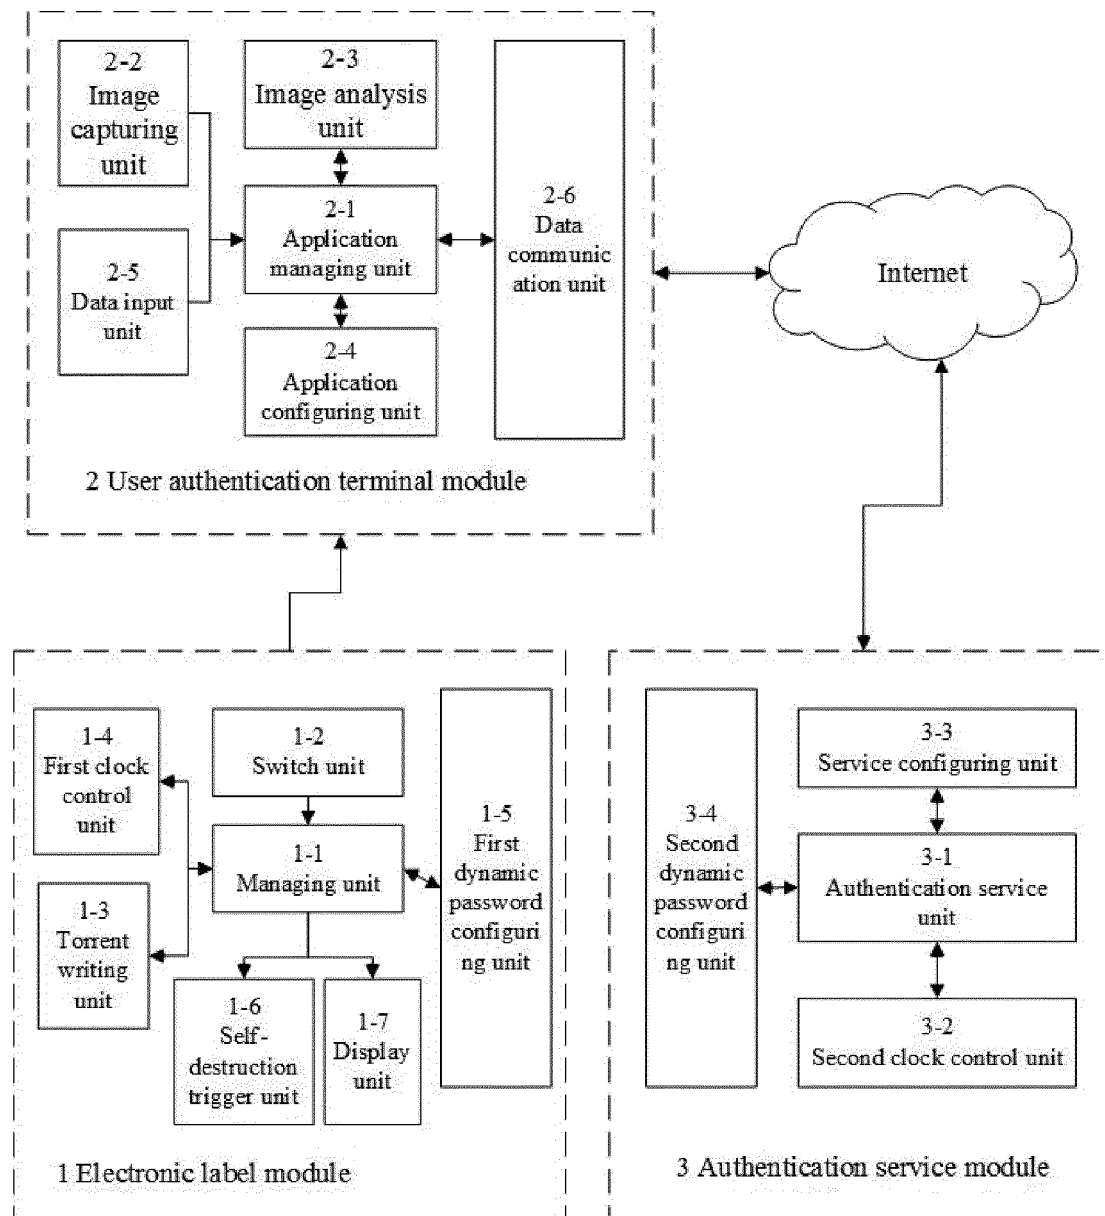 2-2
Image
capturing
unit
2-3
Image analysis
unit
2-6
Data
communic
ation unit
2-1
Application
managing unit
2-5
Data input
unit
2-4
Application
configuring unit
2 User authentication terminal module
Internet
1-4
First clock
control
unit
1-2
Switch unit
1-5
First
dynamic
password
configuri
ng unit
1-1
Managing unit
1-3
Torrent
writing
unit
1-6
Self-
destruction
trigger unit
1-7
Display
unit
1 Electronic label module
3-4
Second
dynamic
password
configuri
ng unit
3-3
Service configuring unit
3-1
Authentication service
unit
3-2
Second clock control unit
3 Authentication service module